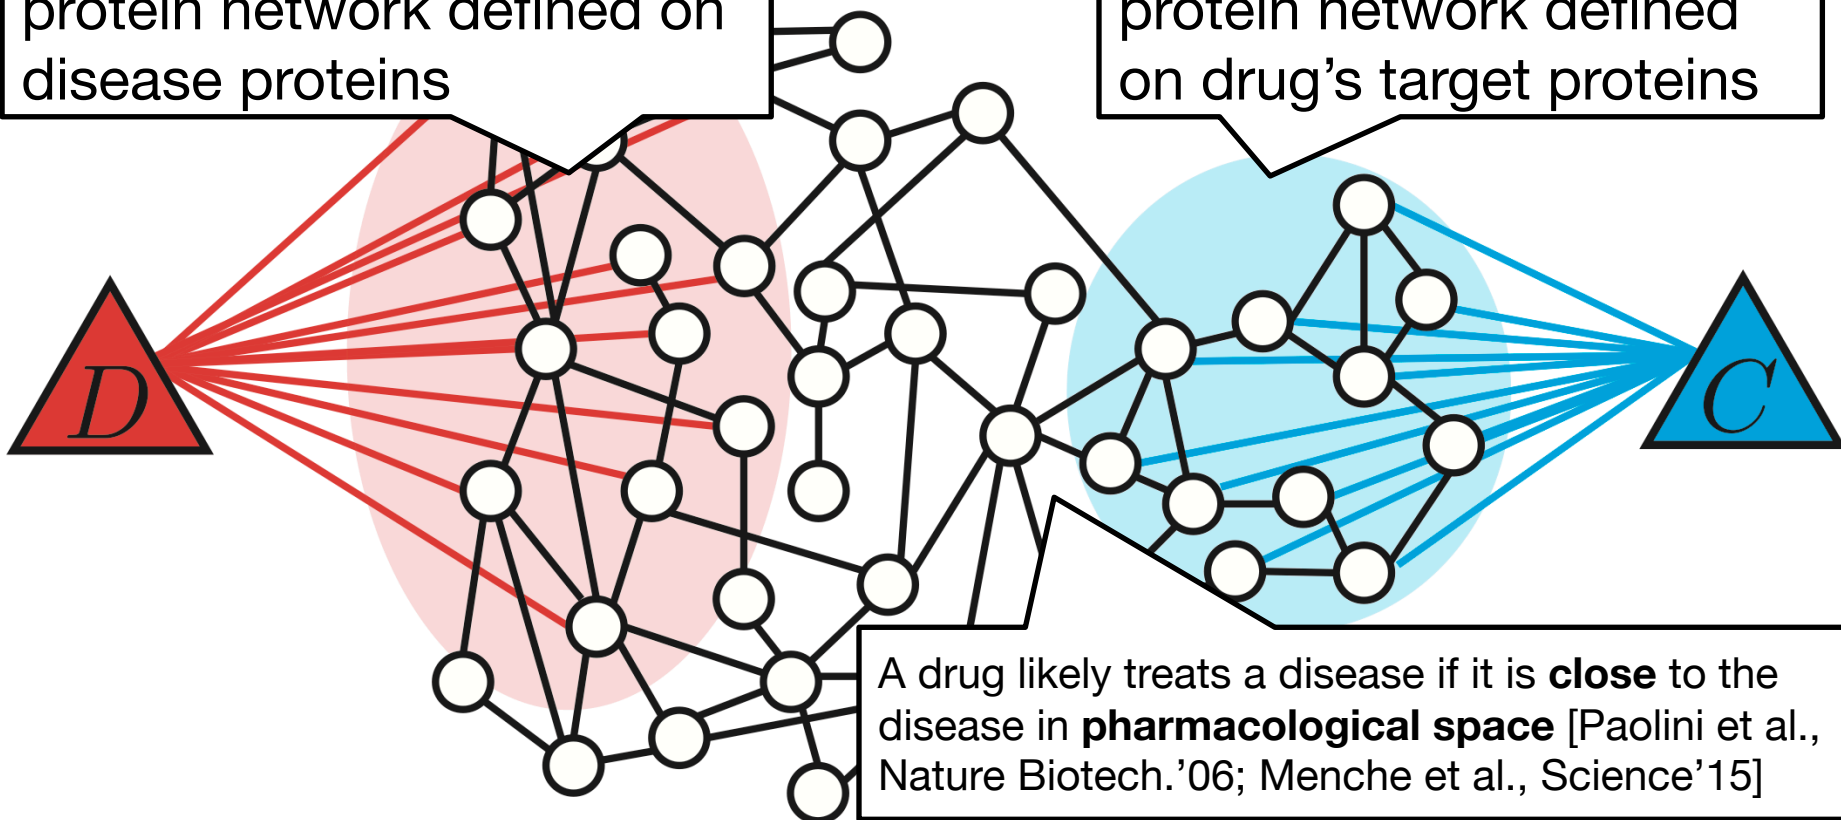 protein network defined on
disease proteins
protein network defined
on drug’s target proteins
D
C
A drug likely treats a disease if it is close to the
disease in pharmacological space [Paolini et al.,
Nature Biotech.’06; Menche et al., Science’15]